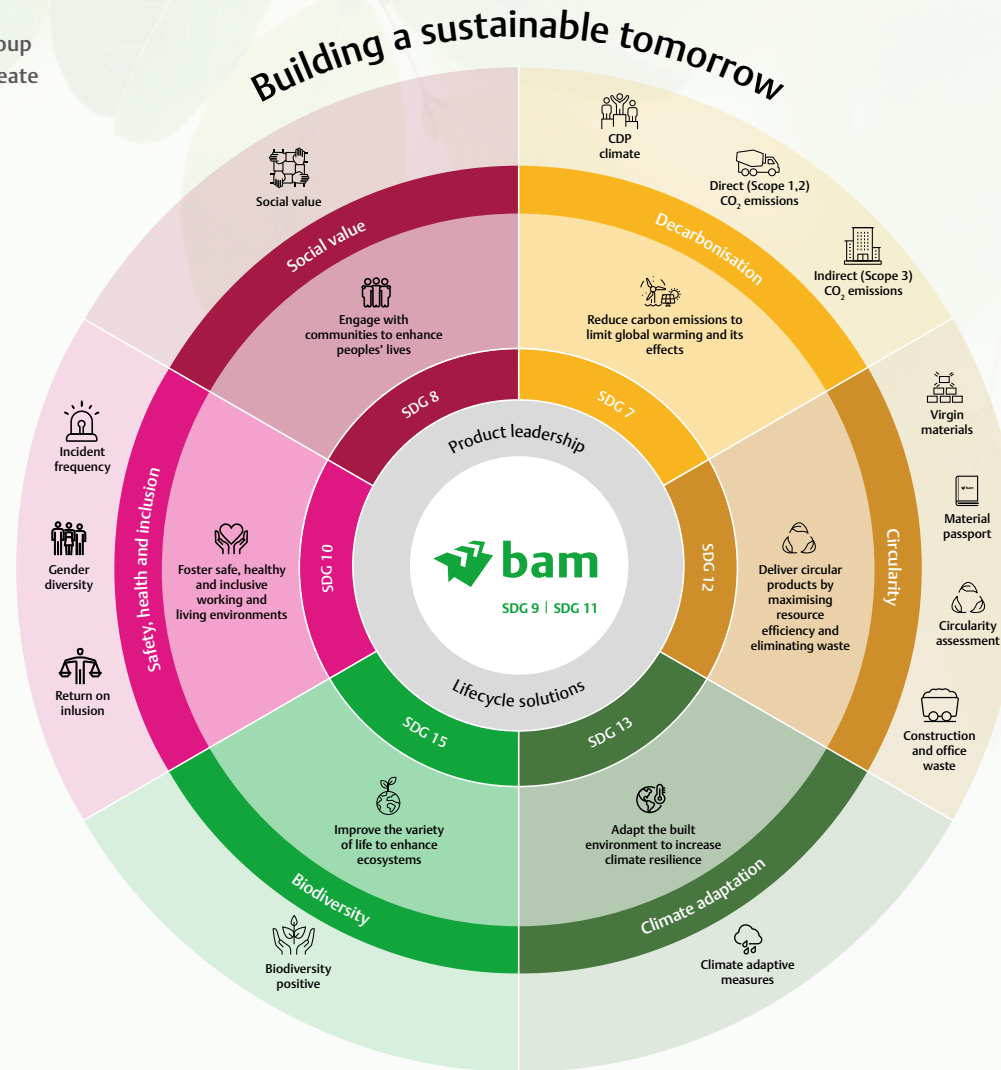 oup
eate
Building a sustainable tomorrow
CDP
climate
Direct (Scope 1,2)
CO₂ emissions
Indirect (Scope 3)
CO₂ emissions
Decarbonisation
Reduce carbon emissions to
limit global warming and its
effects
SDG 7
Virgin
materials
Material
passport
bam
Circularity
assessment
Construction
and office
waste
Circularity
Deliver circular
products by
maximising
resource
efficiency and
eliminating waste
SDG 12
Climate adaptive
measures
Climate adaptation
Adapt the built
environment to increase
climate resilience
SDG 13
Biodiversity
positive
Biodiversity
Improve the variety
of life to enhance
ecosystems
SDG 15
Incident
frequency
Gender
diversity
Return on
inlusion
Safety, health and inclusion
Foster safe, healthy
and inclusive
working and
living environments
SDG 10
Social value
Social value
Engage with
communities to enhance
peoples' lives
SDG 8
Product leadership
bam
SDG 9 | SDG 11
Lifecycle solutions